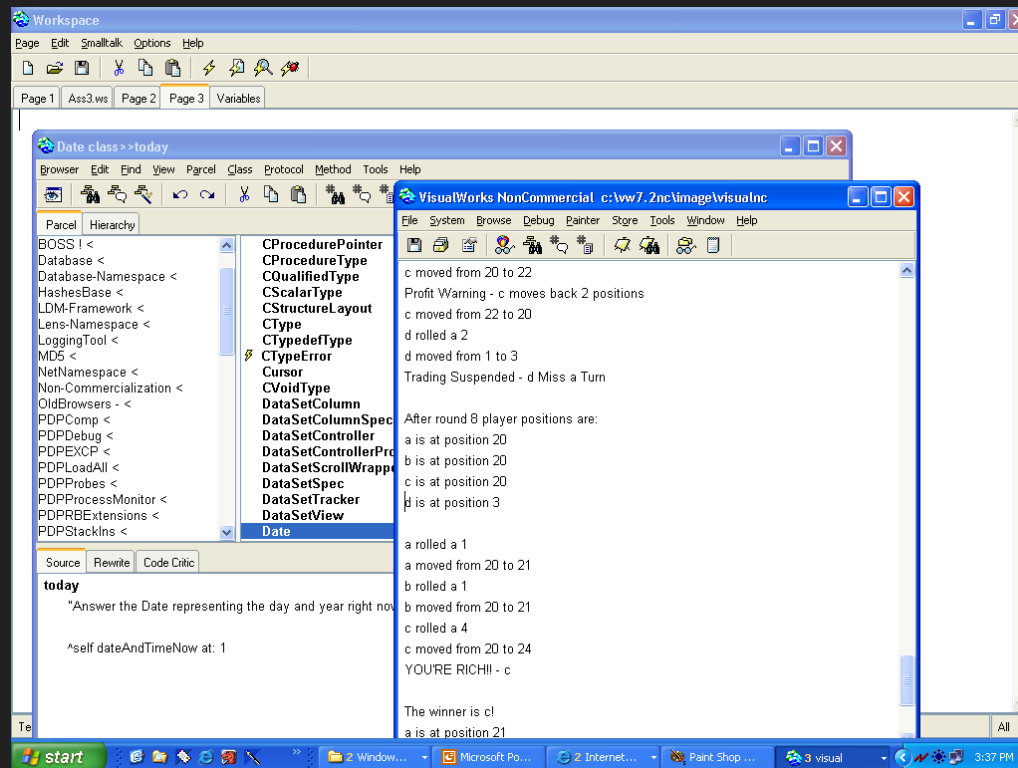 Workspace
Page Edit Smalltalk Options Help
Page 1 Ass3.ws Page 2 Page 3 Variables
Date class>>today
Browser Edit Find View Parcel Class Protocol Method Tools Help
Parcel Hierarchy
BOSS ! <
Database <
Database-Namespace <
HashesBase <
LDM-Framework <
Lens-Namespace <
LoggingTool <
MD5 <
NetNamespace <
Non-Commercialization <
OldBrowsers - <
PDPComp <
PDPDebug <
PDPEXCP <
PDPLoadAll <
PDPProbes <
PDPProcessMonitor <
PDPRBExtensions <
PDPStackIns <
CProcedurePointer
CProcedureType
CQualifiedType
CScalarType
CStructureLayout
CType
CTypedefType
CTypeError
Cursor
CVoidType
DataSetColumn
DataSetColumnSpec
DataSetController
DataSetControllerPro
DataSetScrollWrappe
DataSetSpec
DataSetTracker
DataSetView
Date
Source Rewrite Code Critic
today
"Answer the Date representing the day and year right now
^self dateAndTimeNow at: 1
VisualWorks NonCommercial c:\vw7.2nc\image\visualnc
File System Browse Debug Painter Store Tools Window Help
c moved from 20 to 22
Profit Warning - c moves back 2 positions
c moved from 22 to 20
d rolled a 2
d moved from 1 to 3
Trading Suspended - d Miss a Turn
After round 8 player positions are:
a is at position 20
b is at position 20
c is at position 20
d is at position 3
a rolled a 1
a moved from 20 to 21
b rolled a 1
b moved from 20 to 21
c rolled a 4
c moved from 20 to 24
YOU'RE RICH!! - c
The winner is c!
a is at position 21
Te
All
start
2 Window...
Microsoft Po...
2 Internet...
Paint Shop ...
3 visual
3:37 PM